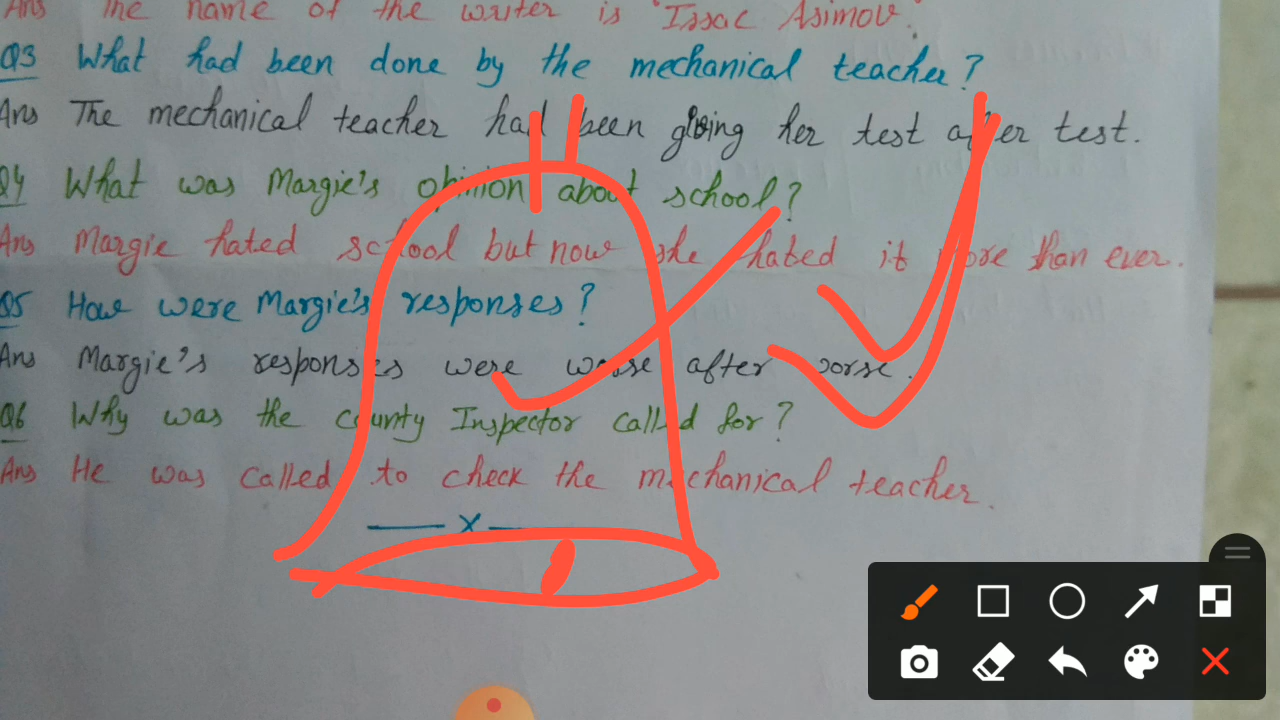 Ans The name of the writer is "Issac Asimov".
Q3 What had been done by the mechanical teacher?
Ans The mechanical teacher had been giving her test after test.
Q4 What was Margie's opinion about school?
Ans Margie hated school but now she hated it more than ever.
Q5 How were Margie's responses?
Ans Margie's responses were worse after worse.
Q6 Why was the county Inspector called for?
Ans He was called to check the mechanical teacher.
— x —